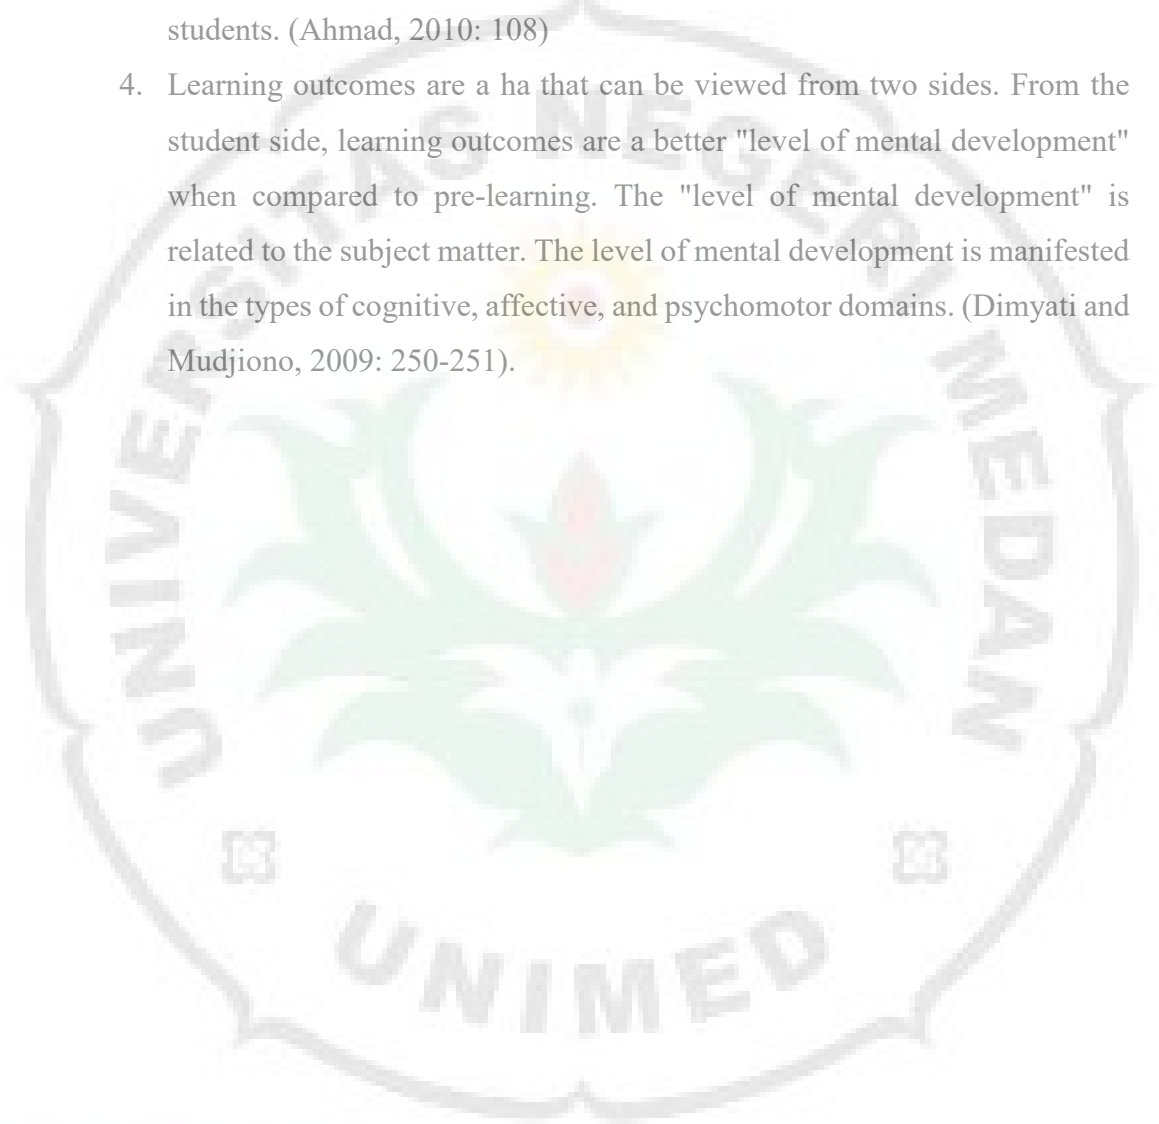 students. (Ahmad, 2010: 108)
4. Learning outcomes are a ha that can be viewed from two sides. From the
student side, learning outcomes are a better "level of mental development"
when compared to pre-learning. The "level of mental development" is
related to the subject matter. The level of mental development is manifested
in the types of cognitive, affective, and psychomotor domains. (Dimyati and
Mudjiono, 2009: 250-251).
UNIVERSITAS NEGERI MEDAN
UNIMED